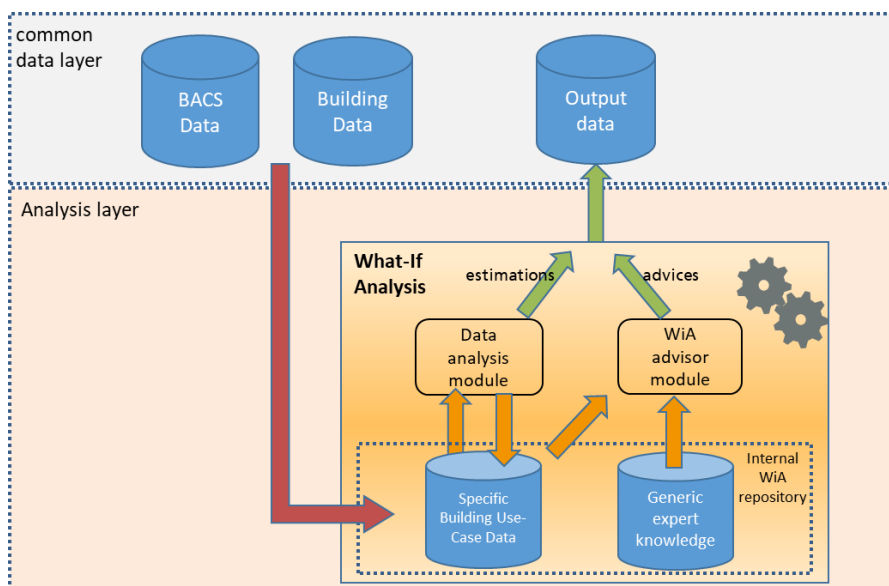 common
data layer
BACS
Data
Building
Data
Output
data
Analysis layer
What-If
Analysis
estimations
advices
Data
analysis
module
WiA
advisor
module
Internal
WiA
repository
Specific
Building Use-
Case Data
Generic
expert
knowledge